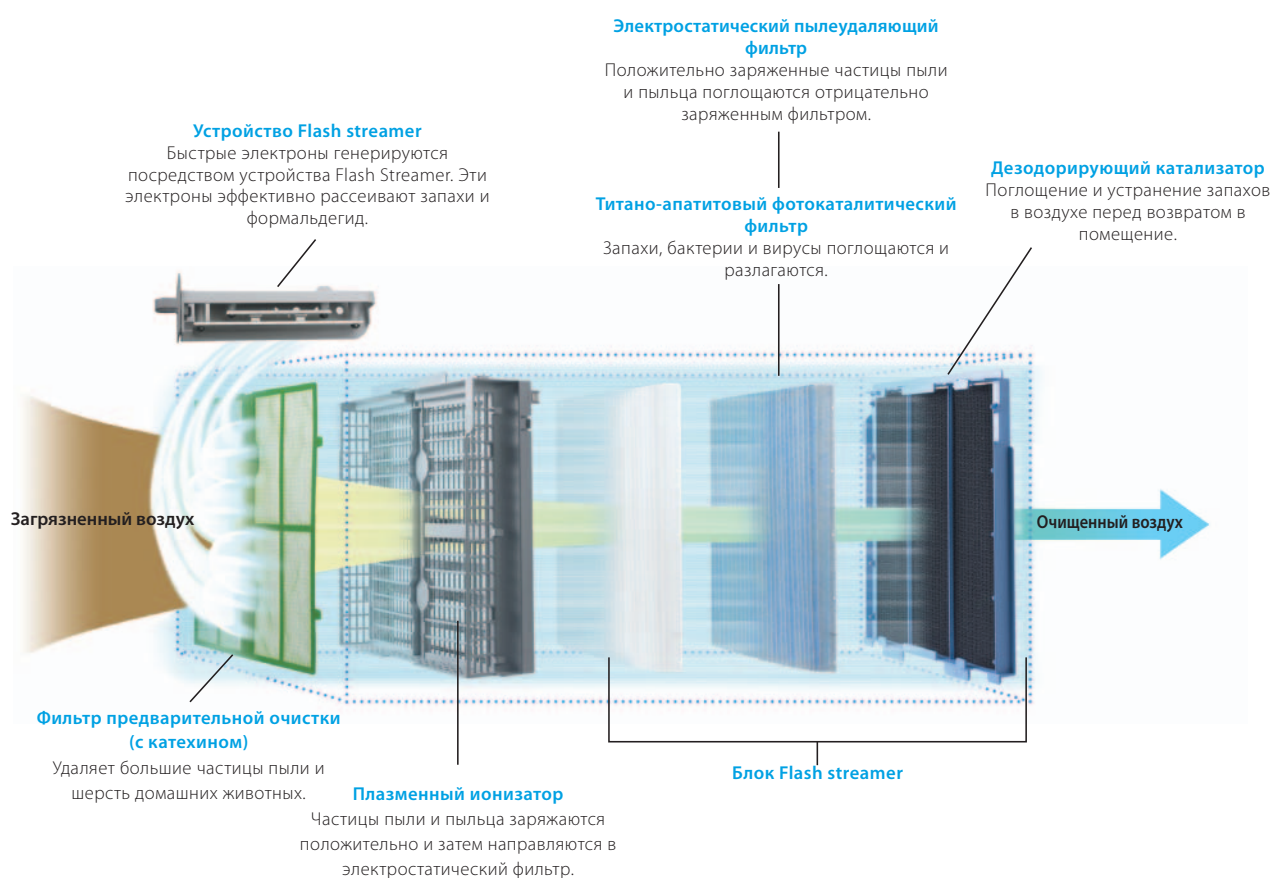 Электростатический пылеудаляющий
фильтр
Положительно заряженные частицы пыли
и пыльца поглощаются отрицательно
заряженным фильтром.
Устройство Flash streamer
Быстрые электроны генерируются
посредством устройства Flash Streamer. Эти
электроны эффективно рассеивают запахи и
формальдегид.
Дезодорирующий катализатор
Поглощение и устранение запахов
в воздухе перед возвратом в
помещение.
Титано-апатитовый фотокаталитический
фильтр
Запахи, бактерии и вирусы поглощаются и
разлагаются.
Загрязненный воздух
Очищенный воздух
Фильтр предварительной очистки
(с катехином)
Удаляет большие частицы пыли и
шерсть домашних животных.
Плазменный ионизатор
Частицы пыли и пыльца заряжаются
положительно и затем направляются в
электростатический фильтр.
Блок Flash streamer